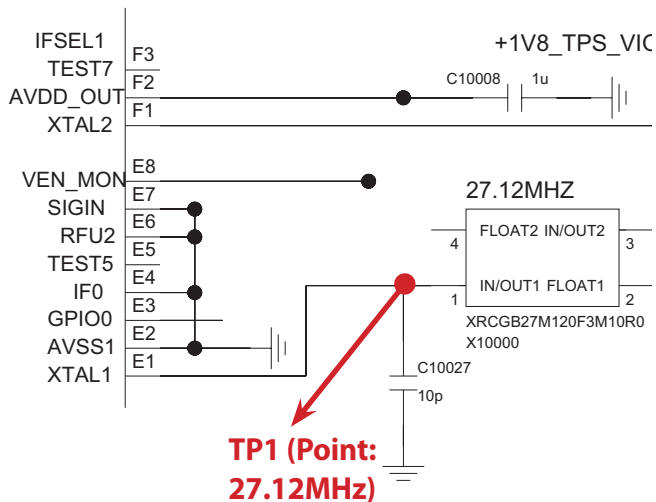 IFSEL1
F3
TEST7
F2
AVDD_OUT
F1
XTAL2
+1V8_TPS_VIO
C10008
1u
E8
VEN_MON
E7
SIGIN
E6
RFU2
E5
TEST5
E4
IF0
E3
GPIO0
E2
AVSS1
E1
XTAL1
27.12MHZ
FLOAT2 IN/OUT2
4
3
IN/OUT1 FLOAT1
1
2
XRCGB27M120F3M10R0
X10000
C10027
10p
TP1 (Point:
27.12MHz)